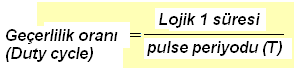 Geçerlilik oranı = Lojik 1 süresi
(Duty cycle) pulse periyodu (T)